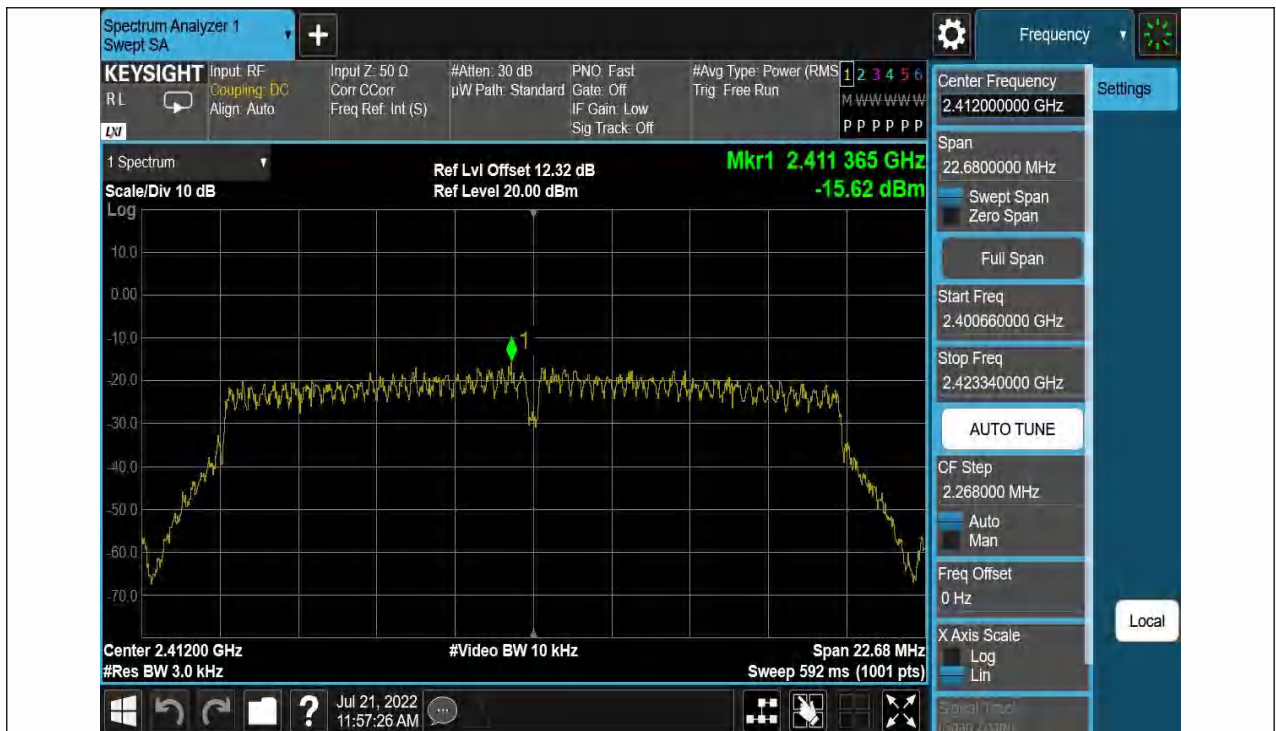 Spectrum Analyzer 1
Swept SA
+
Frequency
KEYSIGHT
R L
LXI
Input: RF
Coupling: DC
Align: Auto
Input Z: 50 Ω
Corr CCorr
Freq Ref: Int (S)
#Atten: 30 dB
µW Path: Standard
PNO: Fast
Gate: Off
IF Gain: Low
Sig Track: Off
#Avg Type: Power (RMS
Trig: Free Run
1 2 3 4 5 6
M W W W W W
P P P P P P
1 Spectrum
Scale/Div 10 dB
Ref Lvl Offset 12.32 dB
Ref Level 20.00 dBm
Mkr1 2.411 365 GHz
-15.62 dBm
Log
10.0
0.00
-10.0
-20.0
-30.0
-40.0
-50.0
-60.0
-70.0
1
Center 2.41200 GHz
#Res BW 3.0 kHz
#Video BW 10 kHz
Span 22.68 MHz
Sweep 592 ms (1001 pts)
Center Frequency
2.412000000 GHz
Span
22.6800000 MHz
Swept Span
Zero Span
Full Span
Start Freq
2.400660000 GHz
Stop Freq
2.423340000 GHz
AUTO TUNE
CF Step
2.268000 MHz
Auto
Man
Freq Offset
0 Hz
X Axis Scale
Log
Lin
Signal Track
(Span Zoom)
Settings
Local
?
Jul 21, 2022
11:57:26 AM